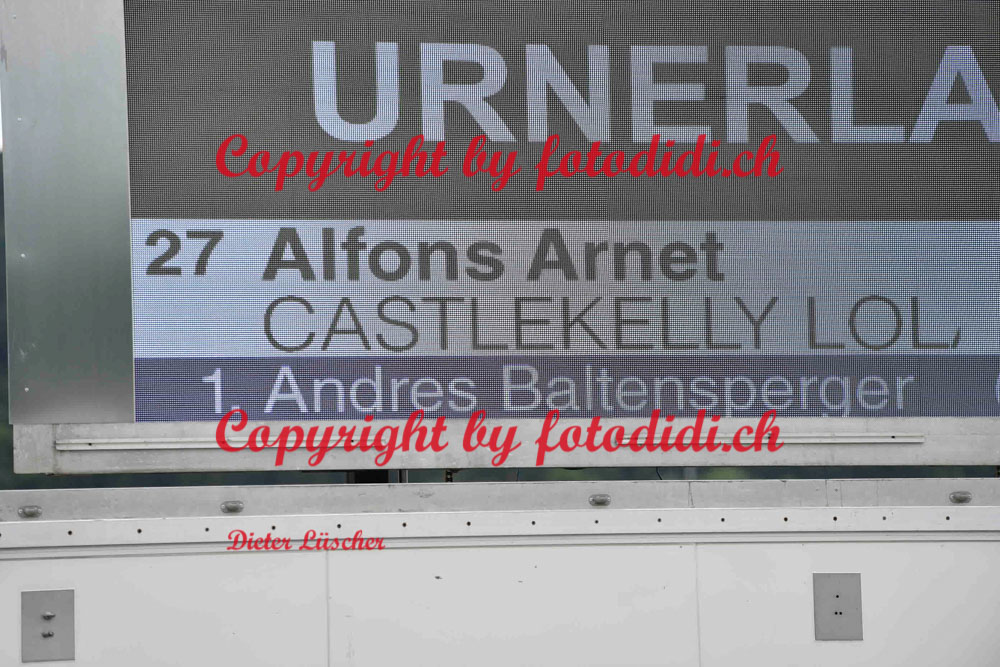 URNERLA
Copyright by fotodidi.ch
27 Alfons Arnet
CASTLEKELLY LOL
1 Andres Baltensperger
Copyright by fotodidi.ch
Dieter Lüscher